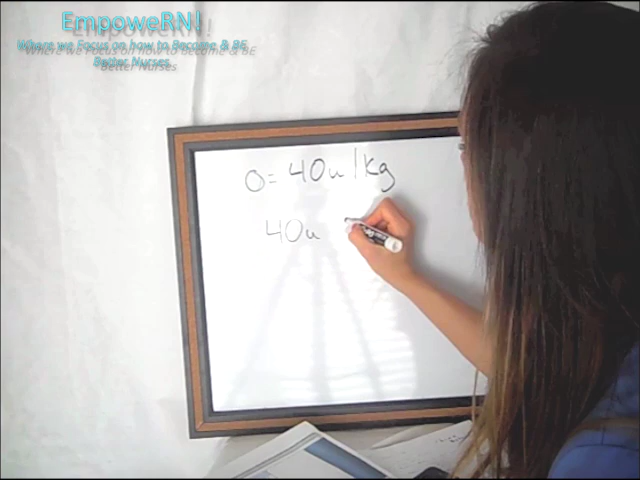 EmpoweRN!
Where we Focus on how to Become & BE
Better Nurses
O= 40u/kg
40u